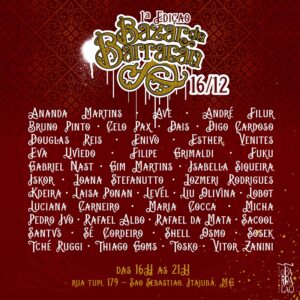 1ª Edição
Bazar da
Barracan
16/12
Ananda Martins - Ave - André Filur
Bruno Pinto - Celo Pax - Dais - Digo Cardoso
Douglas Reis - Enivo - Esther Venites
Eva Uviedo - Filipe Grimaldi - Fuku
Gabriel Nast - Gim Martins - Isabella Siqueira
Iskor - Joana Stefanutto - Jozmeri Rodrigues
Kdeira - Laisa Ponan - Level - Liu Olivina - Lobot
Luciana Carneiro - Maria Cocca - Micha
Pedro Ivo - Rafael Albo - Rafael da Mata - Sacool
Santvs - Sé Cordeiro - Shell Osmo - Sosek
Tché Ruggi - Thiago Goms - Tosko - Vitor Zanini
das 16h as 21h
rua Tupi, 179 - São Sebastião, Itajubá, MG